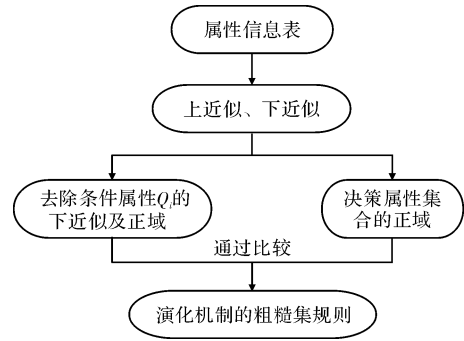 属性信息表
上近似、下近似
去除条件属性Qi的
下近似及正域
决策属性集
合的正域
通过比较
演化机制的粗糙集规则